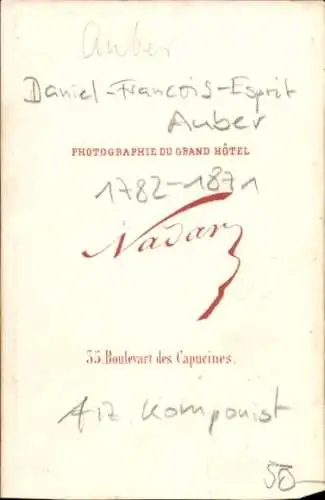 Auber
Daniel-François-Esprit
Auber
PHOTOGRAPHIE DU GRAND HÔTEL
1782-1871
Nadar
35.Boulevart des Capucines.
frz. Komponist
50